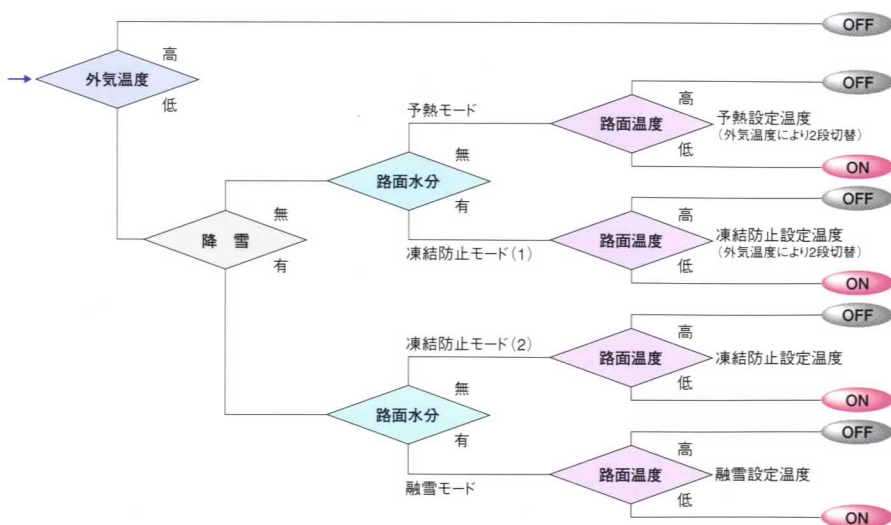 OFF
高
外気温度
低
OFF
予熱モード
高
路面温度
予熱設定温度
(外気温度により2段切替)
低
ON
無
路面水分
有
OFF
高
凍結防止モード(1)
路面温度
凍結防止設定温度
(外気温度により2段切替)
低
ON
無
降 雪
有
OFF
凍結防止モード(2)
高
路面温度
凍結防止設定温度
低
ON
無
路面水分
有
OFF
高
融雪モード
路面温度
融雪設定温度
低
ON